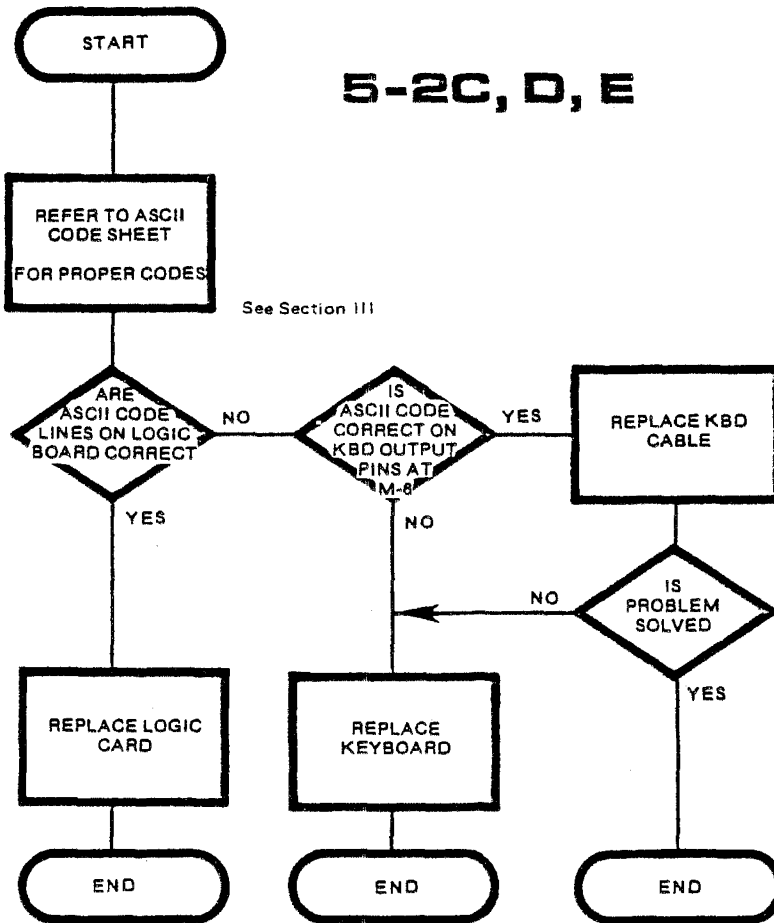 START
5-2C, D, E
REFER TO ASCII
CODE SHEET
FOR PROPER CODES
See Section III
ARE
ASCII CODE
LINES ON LOGIC
BOARD CORRECT
NO
IS
ASCII CODE
CORRECT ON
KBD OUTPUT
PINS AT
M-6
YES
REPLACE KBD
CABLE
YES
NO
NO
IS
PROBLEM
SOLVED
YES
REPLACE LOGIC
CARD
REPLACE
KEYBOARD
END
END
END